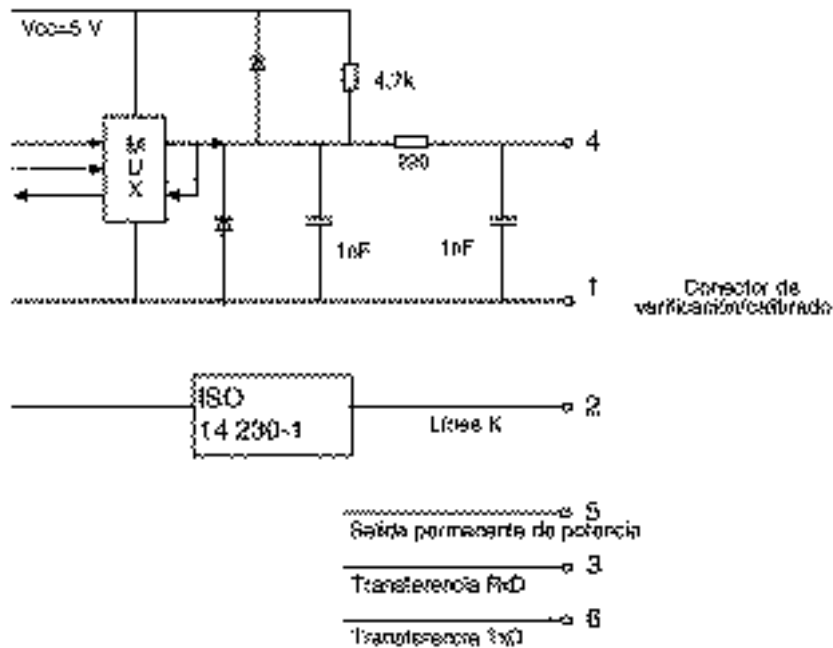 Vcc=5 V
4,7k
M
U
X
4
220
1nF
1nF
1
Conector de
verificación/calibrado
ISO
14 230-1
2
Línea K
5
Salida permanente de potencia
3
Transferencia RxD
6
Transferencia TxD